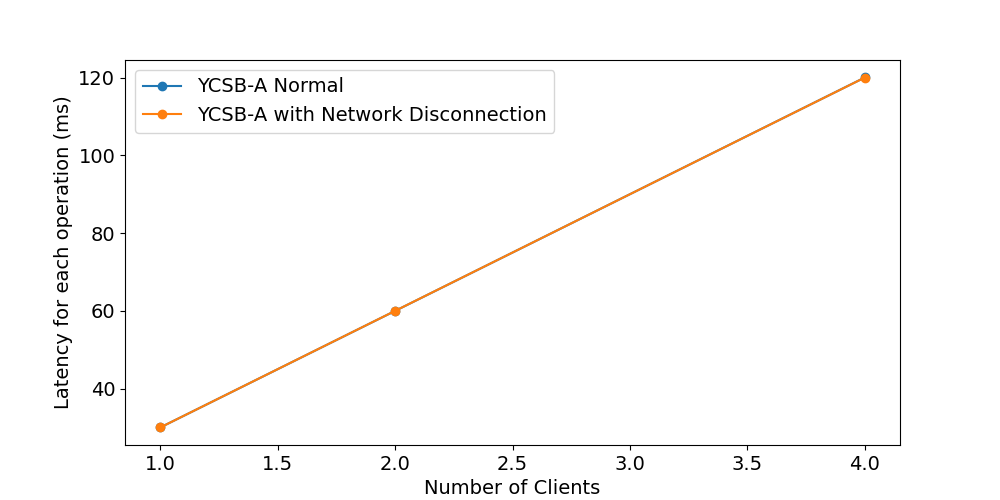 YCSB-A Normal
YCSB-A with Network Disconnection
Latency for each operation (ms)
120
100
80
60
40
1.0 1.5 2.0 2.5 3.0 3.5 4.0
Number of Clients